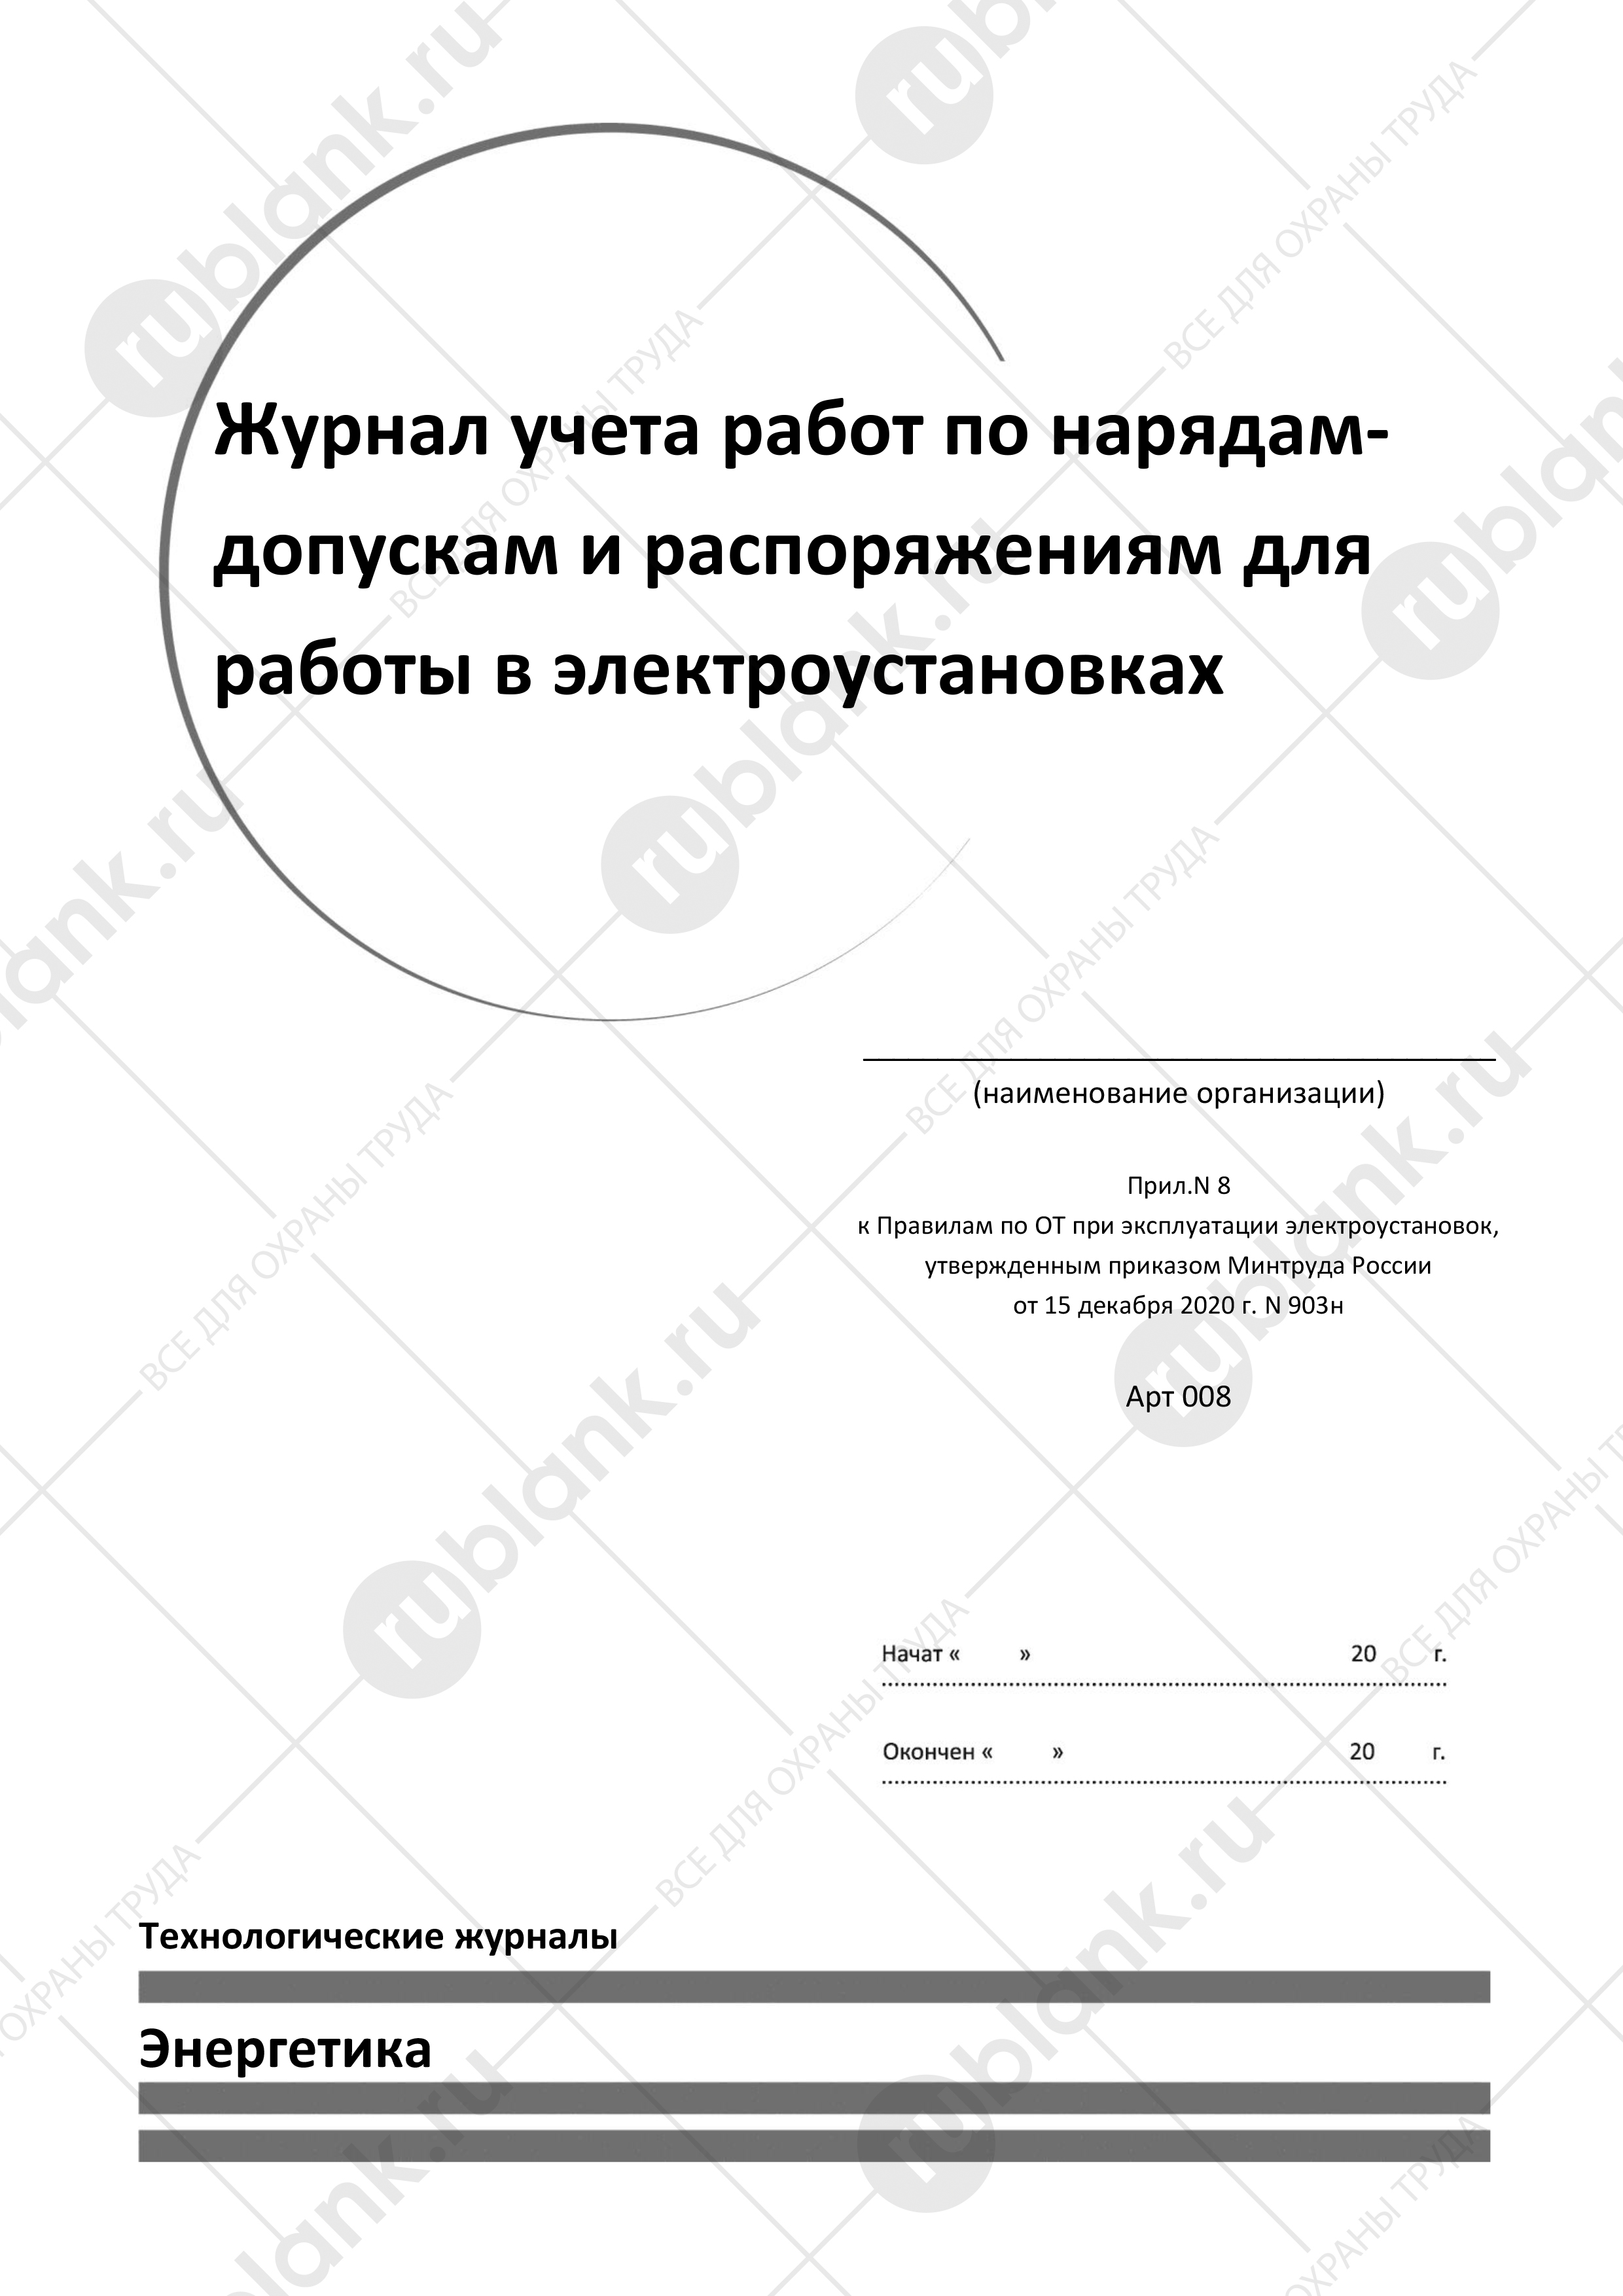 Журнал учета работ по нарядам-
допускам и распоряжениям для
работы в электроустановках
(наименование организации)
Прил.N 8
к Правилам по ОТ при эксплуатации электроустановок,
утвержденным приказом Минтруда России
от 15 декабря 2020 г. N 903н
Арт 008
Начат « » 20 г.
Окончен « » 20 г.
Технологические журналы
Энергетика
rublank.ru
ВСЕ ДЛЯ ОХРАНЫ ТРУДА